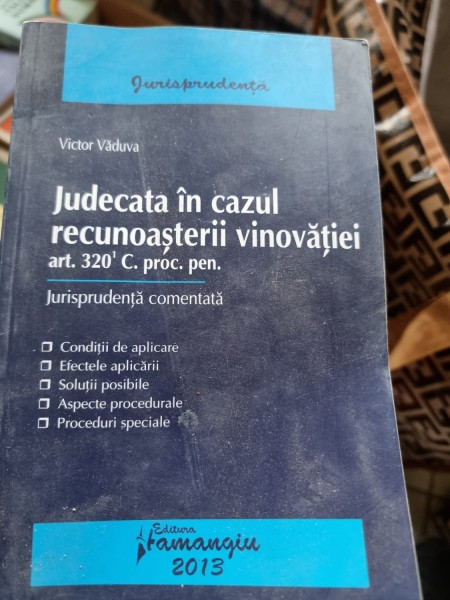 Jurisprudență
Victor Văduva
Judecata în cazul
recunoașterii vinovăției
art. 320¹ C. proc. pen.
Jurisprudență comentată
❒ Condiții de aplicare
❒ Efectele aplicării
❒ Soluții posibile
❒ Aspecte procedurale
❒ Proceduri speciale
Editura
Hamangiu
2013